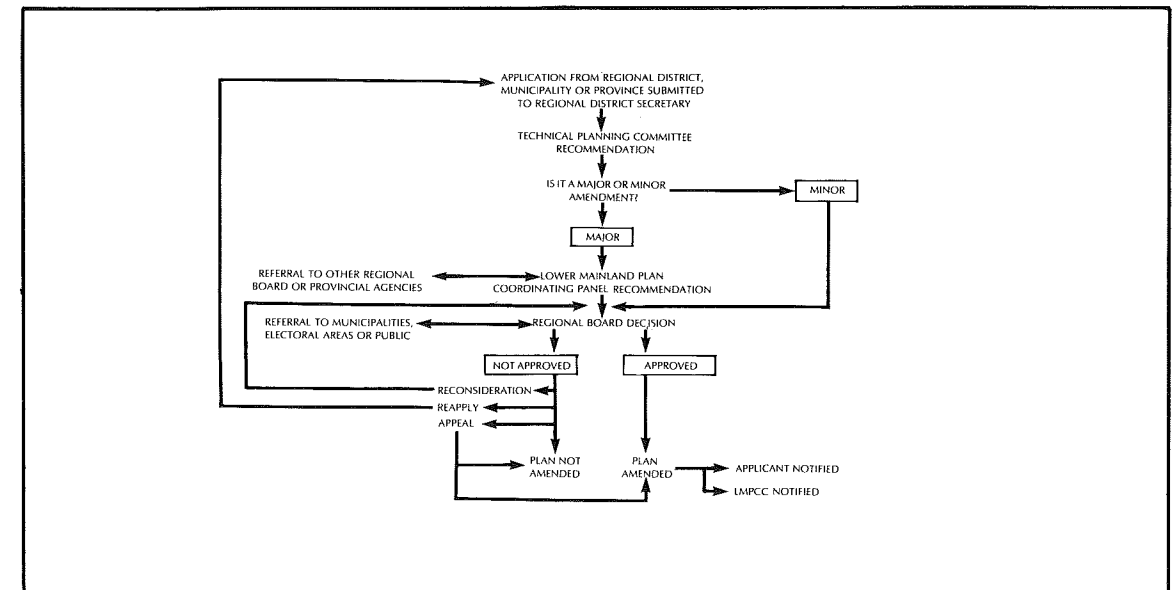 APPLICATION FROM REGIONAL DISTRICT,
MUNICIPALITY OR PROVINCE SUBMITTED
TO REGIONAL DISTRICT SECRETARY
TECHNICAL PLANNING COMMITTEE
RECOMMENDATION
IS IT A MAJOR OR MINOR
AMENDMENT?
MINOR
MAJOR
REFERRAL TO OTHER REGIONAL
BOARD OR PROVINCIAL AGENCIES
LOWER MAINLAND PLAN
COORDINATING PANEL RECOMMENDATION
REFERRAL TO MUNICIPALITIES,
ELECTORAL AREAS OR PUBLIC
REGIONAL BOARD DECISION
NOT APPROVED
APPROVED
RECONSIDERATION
REAPPLY
APPEAL
PLAN NOT
AMENDED
PLAN
AMENDED
APPLICANT NOTIFIED
LMPCC NOTIFIED